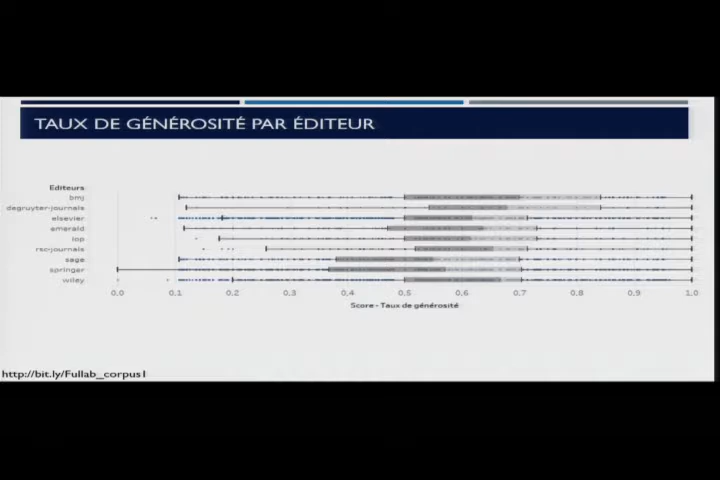 TAUX DE GÉNÉROSITÉ PAR ÉDITEUR
Editeurs
bmj
degruyter-journals
elsevier
emerald
iop
rsc-journals
sage
springer
wiley
0.0 0.1 0.2 0.3 0.4 0.5 0.6 0.7 0.8 0.9 1.0
Score - Taux de générosité
http://bit.ly/Fullab_corpus1